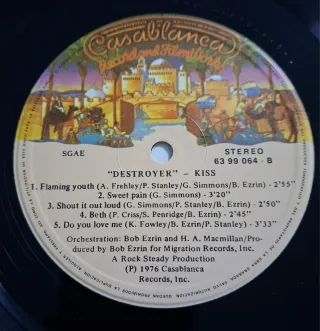 Casablanca
Record and FilmWorks
SGAE
STEREO
63 99 064 - B
"DESTROYER" - KISS
1. Flaming youth (A. Frehley/P. Stanley/G. Simmons/B. Ezrin) - 2'55"
2. Sweet pain (G. Simmons) - 3'20"
3. Shout it out loud (P. Stanley/G. Simmons/B. Ezrin) - 2'50"
4. Beth (P. Criss/S. Penridge/B. Ezrin) - 2'45"
5. Do you love me (K. Fowley/B. Ezrin/P. Stanley) - 3'33"
Orchestration: Bob Ezrin and H. A. Macmillan/Pro-
duced by Bob Ezrin for Migration Records, Inc.
A Rock Steady Production
(P) 1976 Casablanca
Records, Inc.